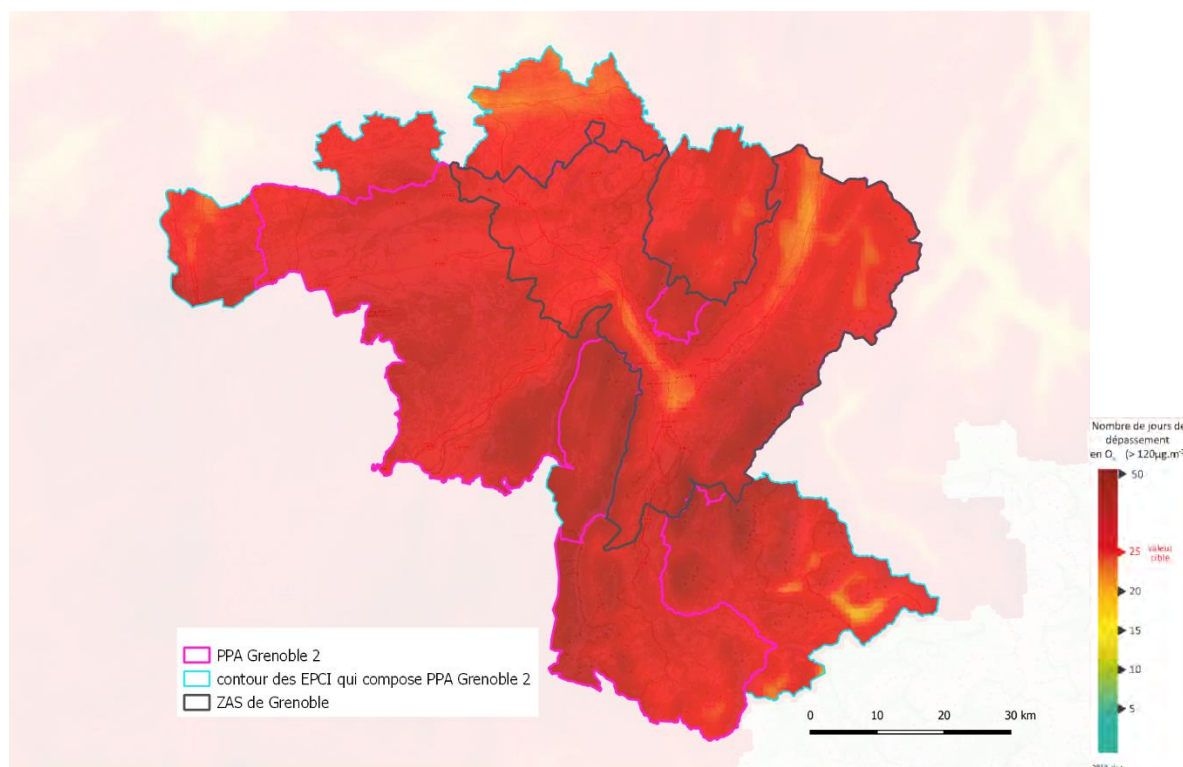 Nombre de jours de
dépassement
en O₃ (> 120µg.m⁻³
50
25 valeur
cible
20
15
10
5
PPA Grenoble 2
contour des EPCI qui compose PPA Grenoble 2
ZAS de Grenoble
0 10 20 30 km